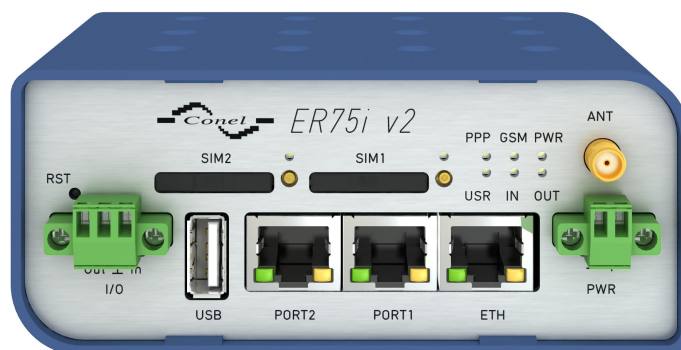 Conel ER75i v2
ANT
PPP GSM PWR
SIM2
SIM1
RST
USR IN OUT
I/O
USB
PORT2
PORT1
ETH
PWR